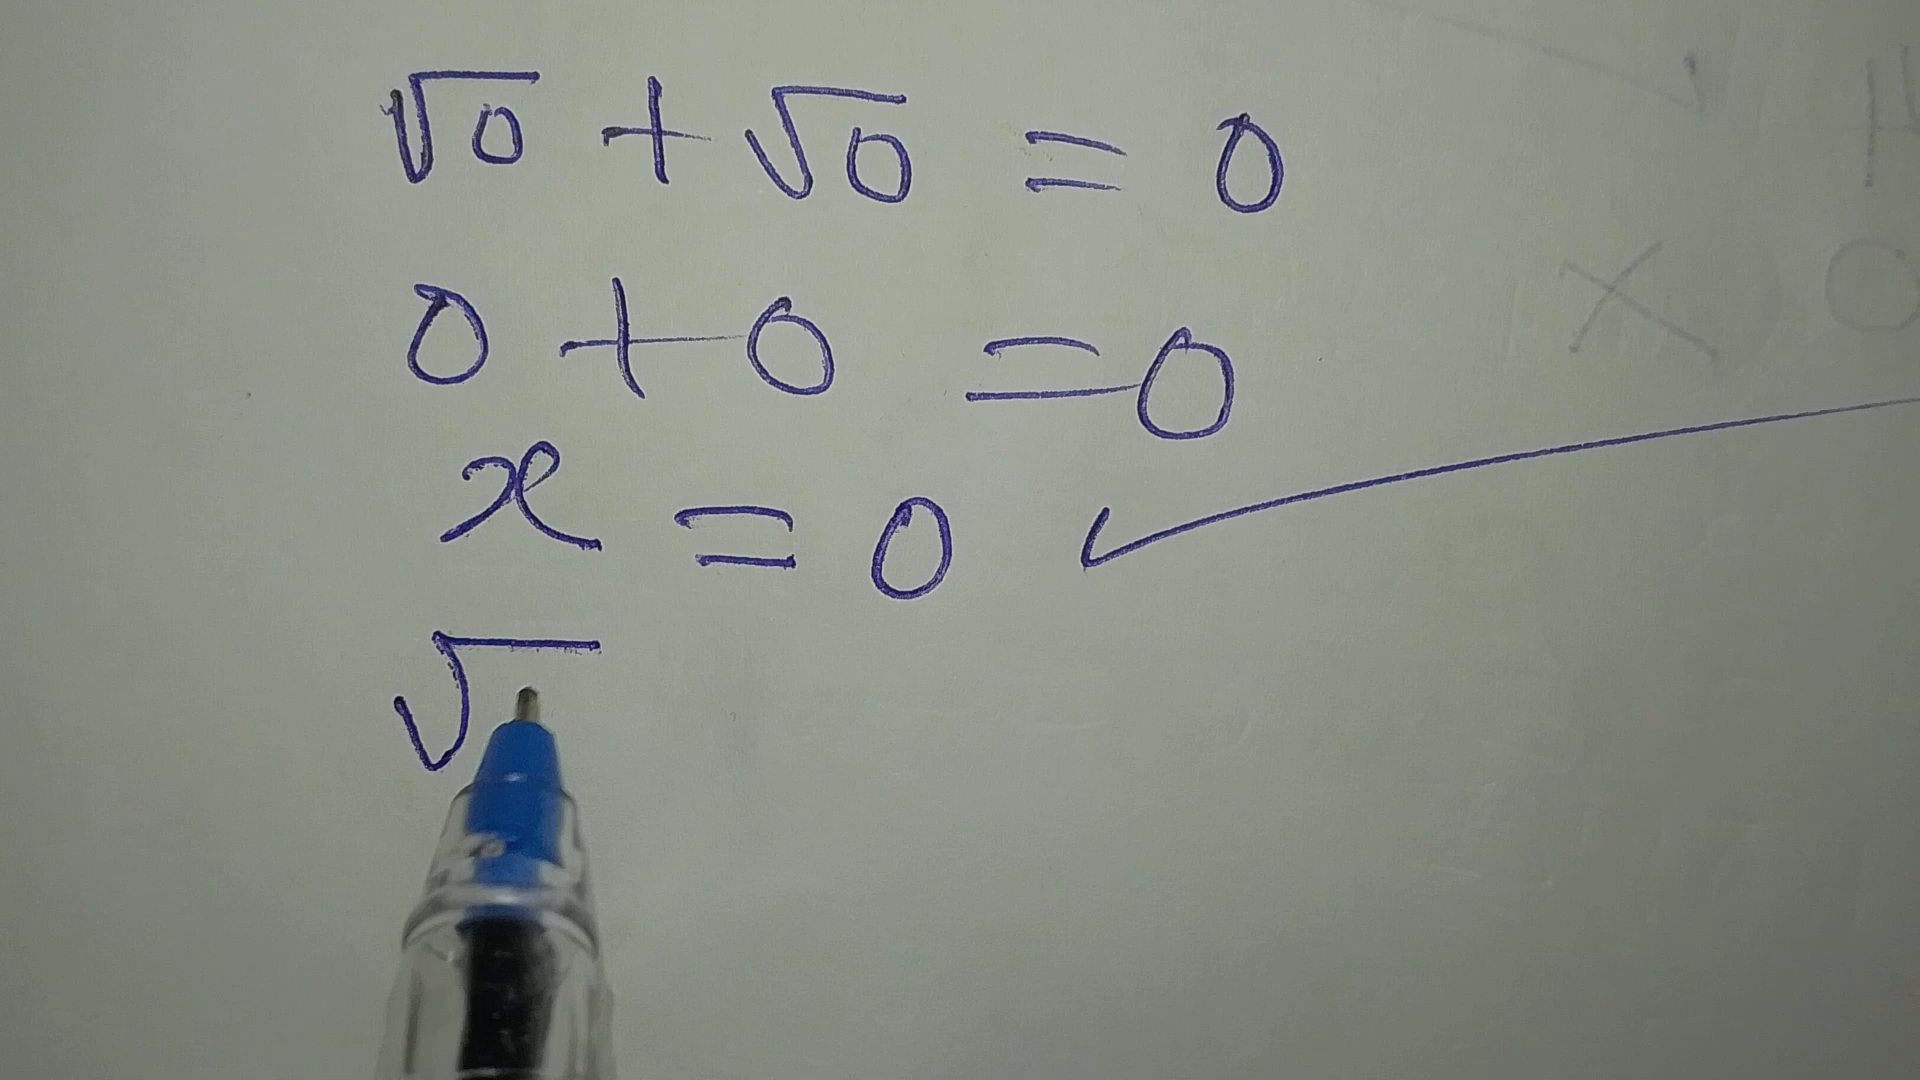 √0 + √0 = 0
0 + 0 = 0
x = 0 ✓
√